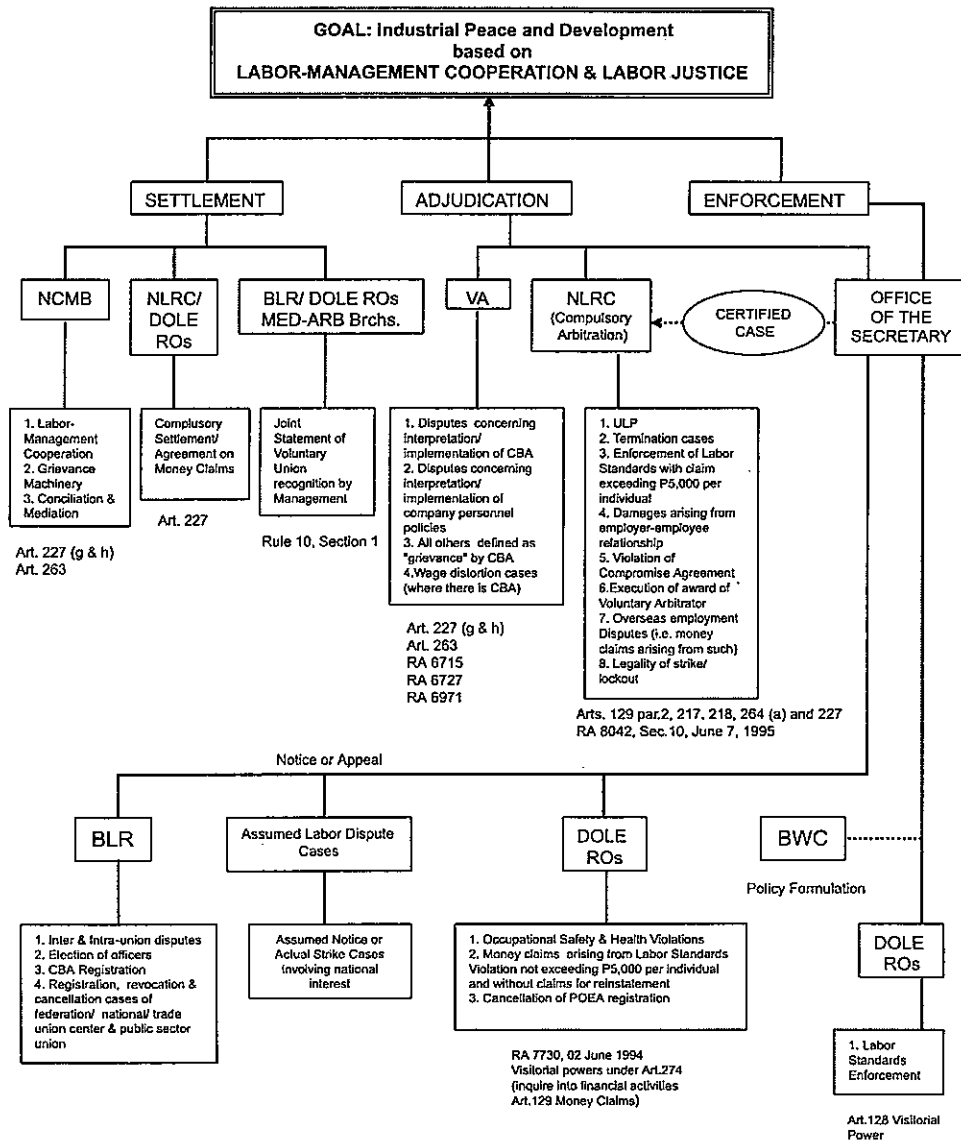 GOAL: Industrial Peace and Development
based on
LABOR-MANAGEMENT COOPERATION & LABOR JUSTICE
SETTLEMENT
ADJUDICATION
ENFORCEMENT
NCMB
NLRC/
DOLE
ROs
BLR/ DOLE ROs
MED-ARB Brchs.
VA
NLRC
(Compulsory
Arbitration)
CERTIFIED
CASE
OFFICE
OF THE
SECRETARY
1. Labor-
Management
Cooperation
2. Grievance
Machinery
3. Conciliation &
Mediation
Art. 227 (g & h)
Art. 263
Complusory
Settlement/
Agreement on
Money Claims
Art. 227
Joint
Statement of
Voluntary
Union
recognition by
Management
Rule 10, Section 1
1. Disputes concerning
interpretation/
implementation of CBA
2. Disputes concerning
interpretation/
implementation of
company personnel
policies
3. All others defined as
"grievance" by CBA
4.Wage distortion cases
(where there is CBA)
Art. 227 (g & h)
Art. 263
RA 6715
RA 6727
RA 6971
1. ULP
2. Termination cases
3. Enforcement of Labor
Standards with claim
exceeding P5,000 per
individual
4. Damages arising from
employer-employee
relationship
5. Violation of
Compromise Agreement
6.Execution of award of
Voluntary Arbitrator
7. Overseas employment
Disputes (i.e. money
claims arising from such)
8. Legality of strike/
lockout
Arts. 129 par.2, 217, 218, 264 (a) and 227
RA 8042, Sec.10, June 7, 1995
Notice or Appeal
BLR
Assumed Labor Dispute
Cases
DOLE
ROs
BWC
Policy Formulation
1. Inter & Intra-union disputes
2. Election of officers
3. CBA Registration
4. Registration, revocation &
cancellation cases of
federation/ national/ trade
union center & public sector
union
Assumed Notice or
Actual Strike Cases
involving national
interest
1. Occupational Safety & Health Violations
2. Money claims arising from Labor Standards
Violation not exceeding P5,000 per individual
and without claims for reinstatement
3. Cancellation of POEA registration
RA 7730, 02 June 1994
Visitorial powers under Art.274
(inquire into financial activities
Art.129 Money Claims)
DOLE
ROs
1. Labor
Standards
Enforcement
Art.128 Visitorial
Power